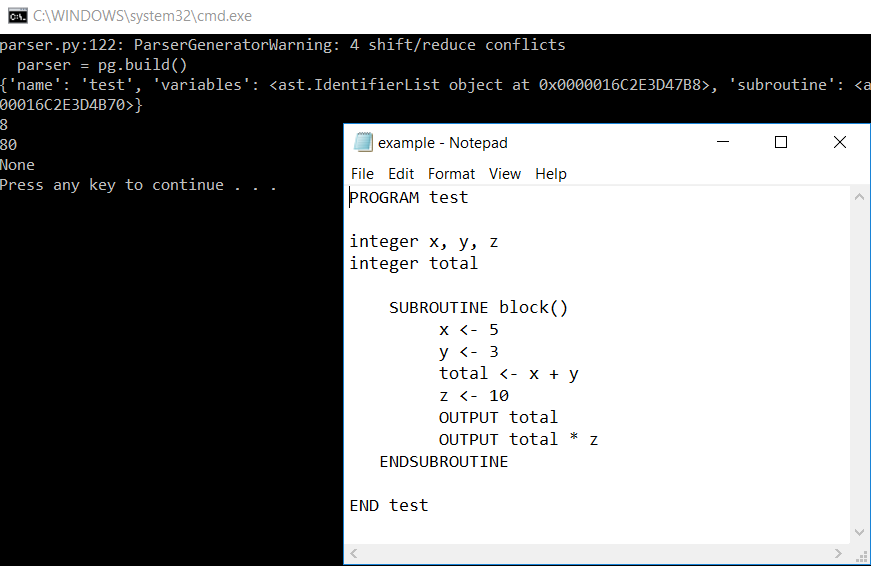 C:\WINDOWS\system32\cmd.exe
parser.py:122: ParserGeneratorWarning: 4 shift/reduce conflicts
  parser = pg.build()
{'name': 'test', 'variables': <ast.IdentifierList object at 0x0000016C2E3D47B8>, 'subroutine': <a
00016C2E3D4B70>}
8
80
None
Press any key to continue . . .
example - Notepad
File Edit Format View Help
PROGRAM test
integer x, y, z
integer total
    SUBROUTINE block()
         x <- 5
         y <- 3
         total <- x + y
         z <- 10
         OUTPUT total
         OUTPUT total * z
   ENDSUBROUTINE
END test